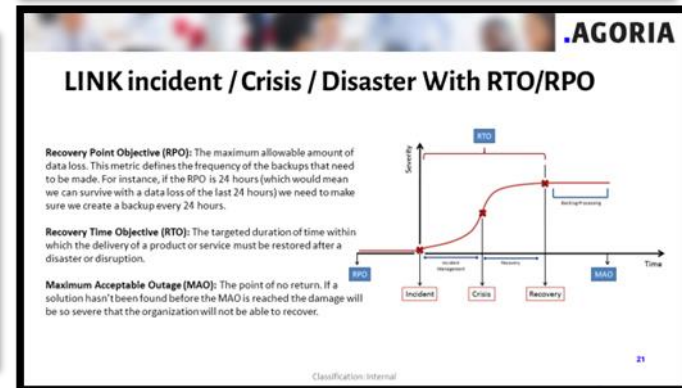 .AGORIA
LINK incident / Crisis / Disaster With RTO/RPO
Recovery Point Objective (RPO): The maximum allowable amount of
data loss. This metric defines the frequency of the backups that need
to be made. For instance, if the RPO is 24 hours (which would mean
we can survive with a data loss of the last 24 hours) we need to make
sure we create a backup every 24 hours.
Recovery Time Objective (RTO): The targeted duration of time within
which the delivery of a product or service must be restored after a
disaster or disruption.
Maximum Acceptable Outage (MAO): The point of no return. If a
solution hasn't been found before the MAO is reached the damage will
be so severe that the organization will not be able to recover.
RTO
Severity
Backlog Processing
Time
Incident
Management
Recovery
RPO
MAO
Incident
Crisis
Recovery
21
Classification: Internal